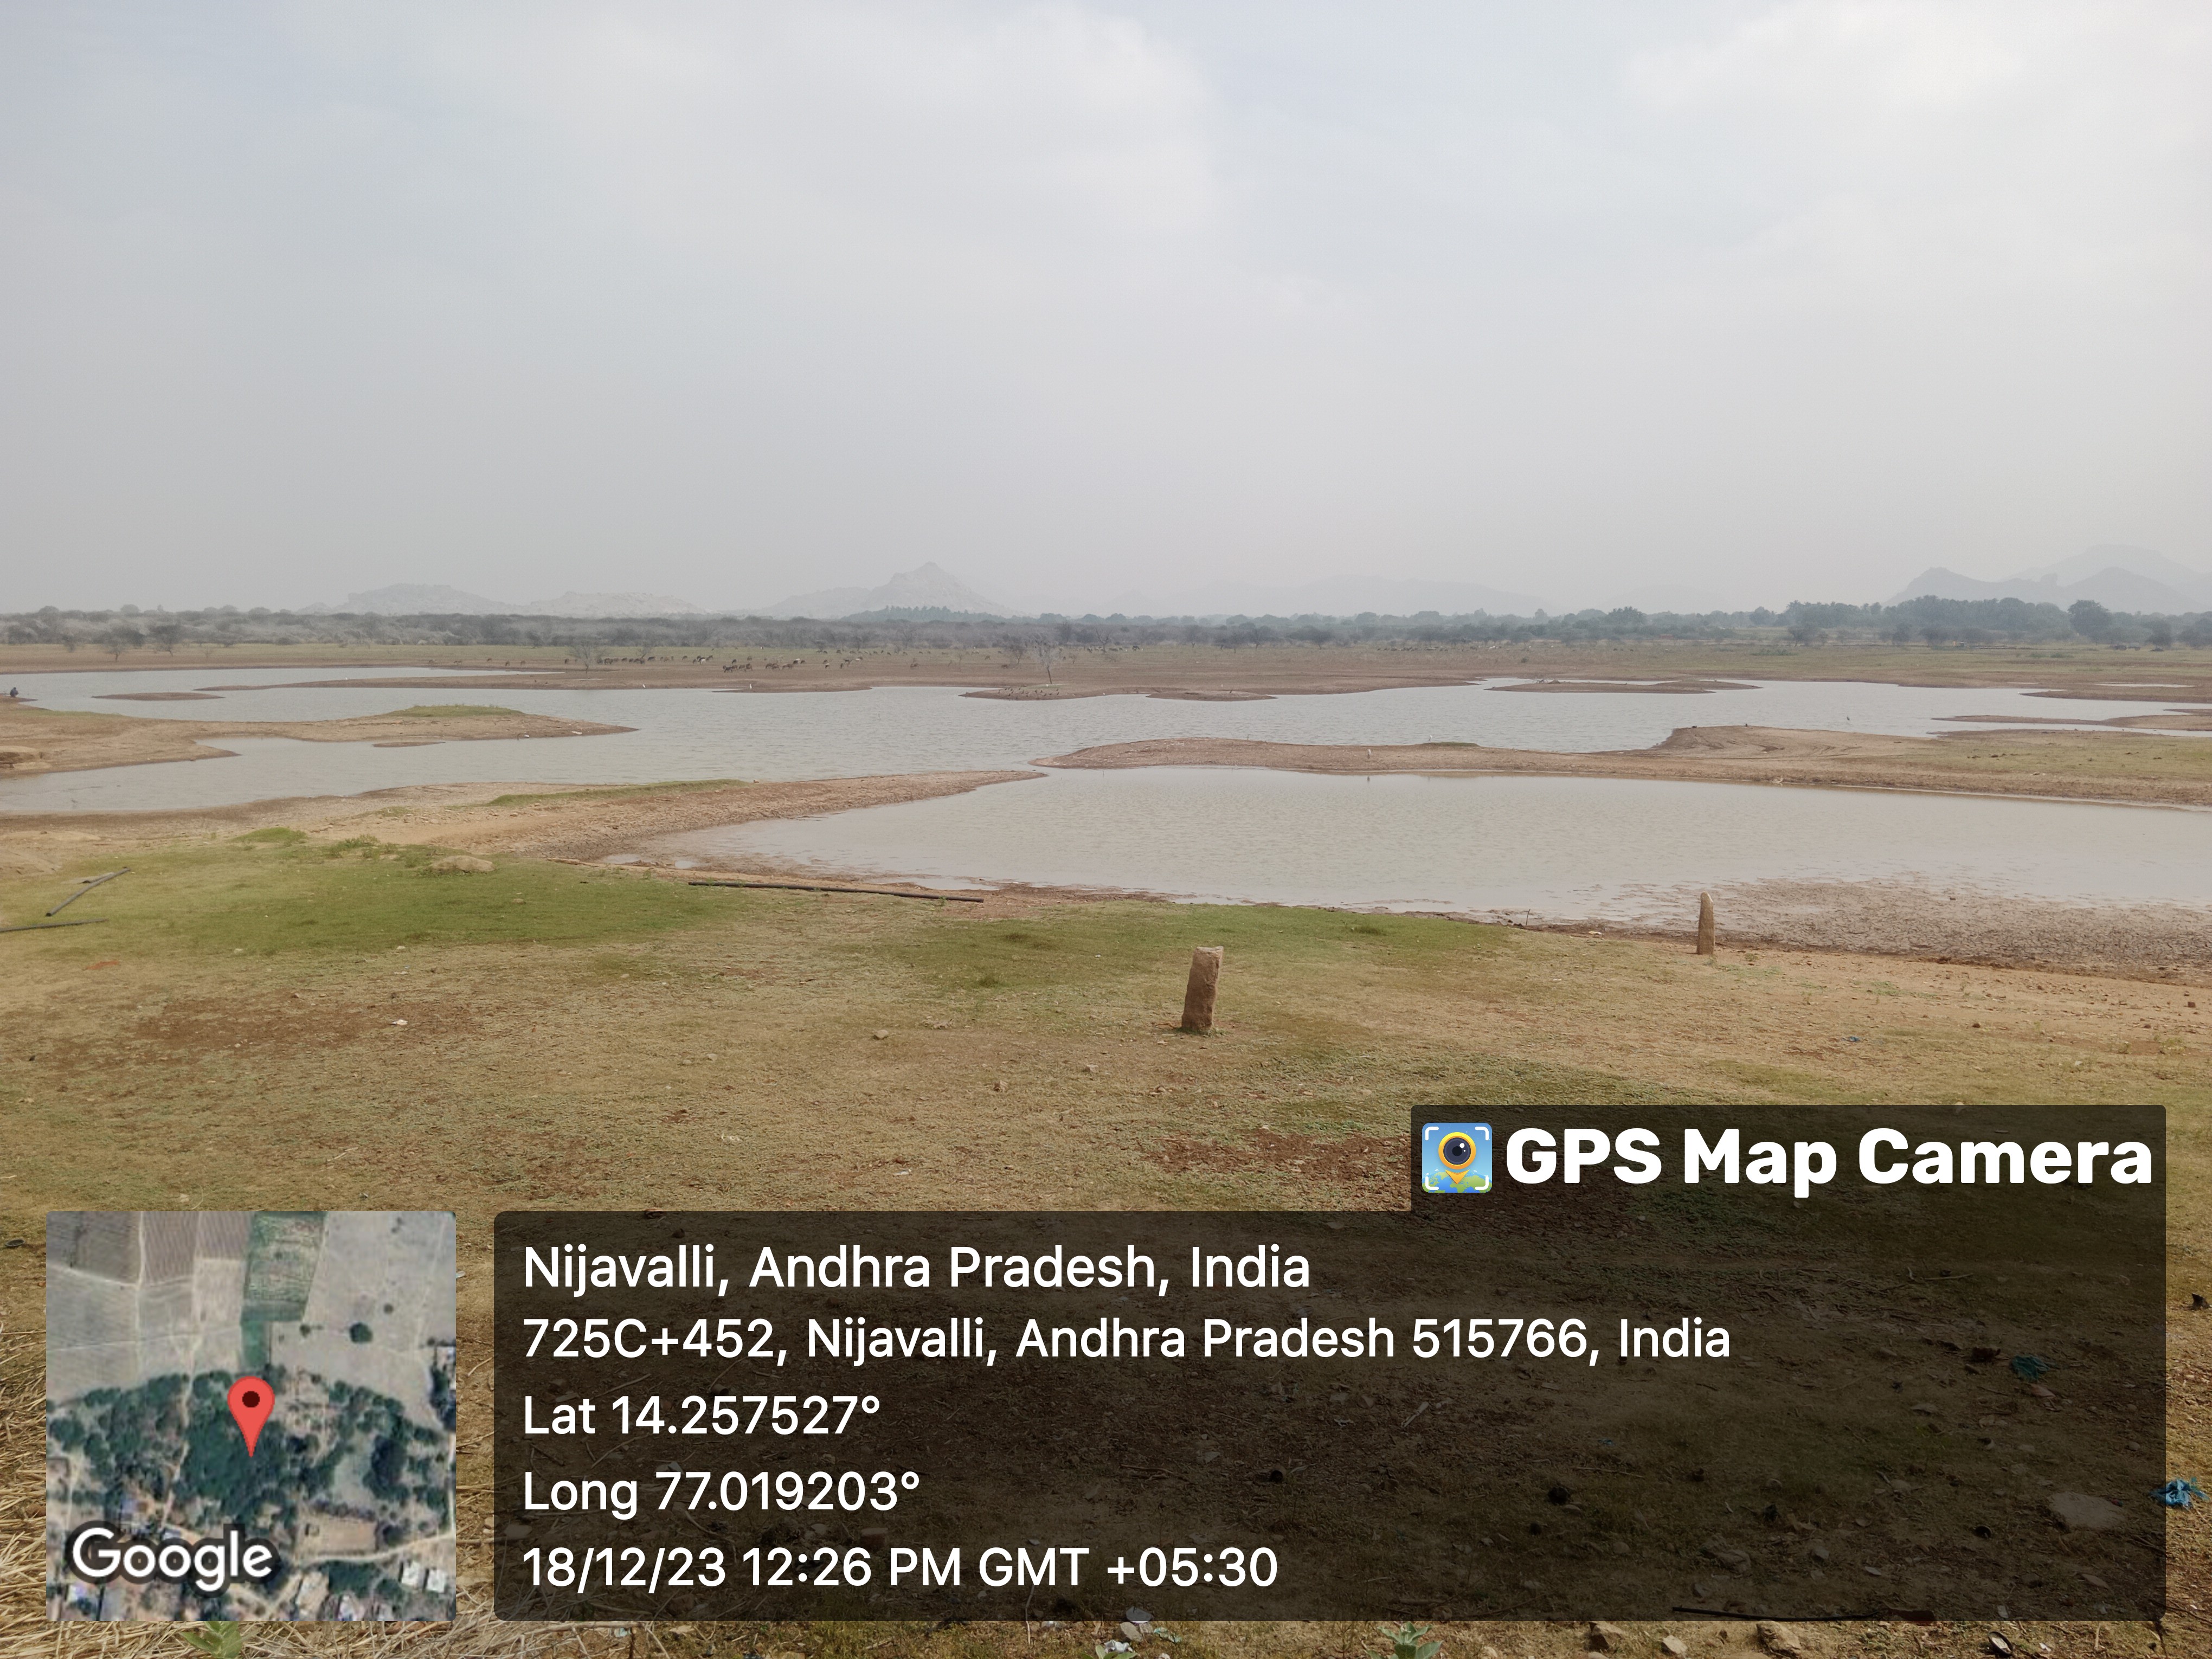 GPS Map Camera
Nijavalli, Andhra Pradesh, India
725C+452, Nijavalli, Andhra Pradesh 515766, India
Lat 14.257527°
Long 77.019203°
18/12/23 12:26 PM GMT +05:30
Google